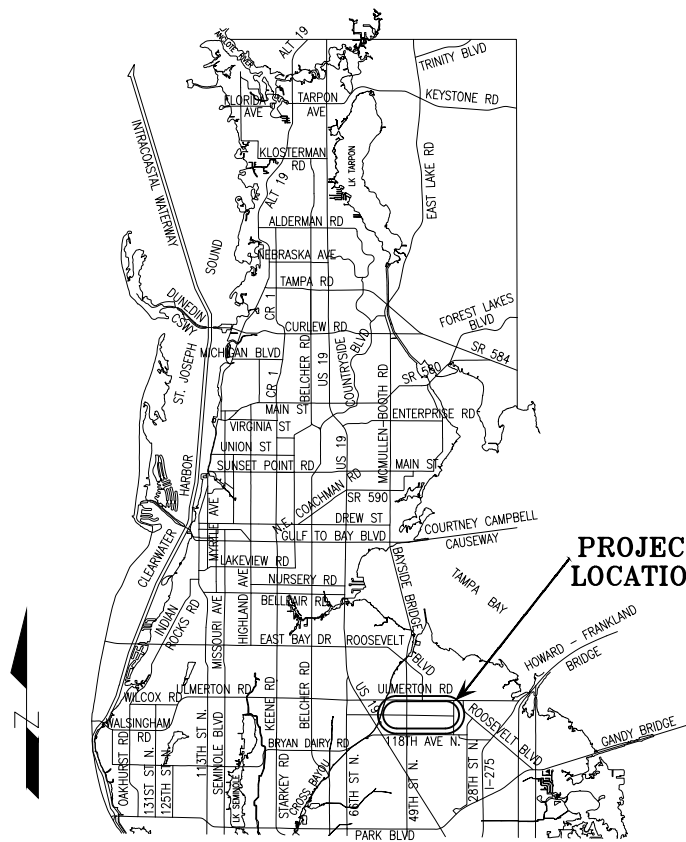 ALT 19
ANCLOTE RIVER
TRINITY BLVD
FLORIDA
AVE
TARPON
AVE
KEYSTONE RD
KLOSTERMAN
RD
LK TARPON
EAST LAKE RD
INTRACOASTAL WATERWAY
ALT 19
ALDERMAN RD
SOUND
NEBRASKA AVE
TAMPA RD
DUNEDIN
CSWY
CR 1
FOREST LAKES
BLVD
CURLEW RD
MICHIGAN BLVD
BELCHER RD
US 19
COUNTRYSIDE
BLVD
SR 584
SR 580
ST. JOSEPH
CR 1
MCMULLEN-BOOTH RD
MAIN ST
ENTERPRISE RD
VIRGINIA ST
UNION ST
US 19
SUNSET POINT RD
MAIN ST
HARBOR
N.E. COACHMAN RD
SR 590
MYRTLE AVE
DREW ST
COURTNEY CAMPBELL
CAUSEWAY
GULF TO BAY BLVD
CLEARWATER
PROJEC
LOCATIO
LAKEVIEW RD
BAYSIDE BRIDGE
TAMPA BAY
NURSERY RD
HIGHLAND AVE
BELLEAIR RD
INDIAN
ROCKS RD
MISSOURI AVE
EAST BAY DR
ROOSEVELT
BLVD
HOWARD - FRANKLAND
BRIDGE
N
WILCOX RD
ULMERTON RD
US 19
ULMERTON RD
WALSINGHAM
RD
KEENE RD
BELCHER RD
ROOSEVELT BLVD
GANDY BRIDGE
118TH AVE N.
BRYAN DAIRY RD
OAKHURST RD
131ST ST N.
125TH ST N.
113TH ST N.
SEMINOLE BLVD
LK SEMINOLE
STARKEY RD
CROSS BAYOU
66TH ST N.
49TH ST N.
28TH ST N.
I-275
PARK BLVD